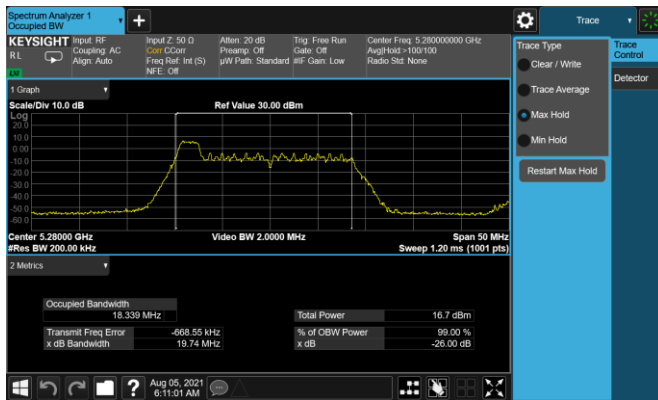 Spectrum Analyzer 1
Occupied BW
Trace
KEYSIGHT
R L
Input: RF
Coupling: AC
Align: Auto
Input Z: 50 Ω
Corr CCorr
Freq Ref: Int (S)
NFE: Off
Atten: 20 dB
Preamp: Off
µW Path: Standard
Trig: Free Run
Gate: Off
#IF Gain: Low
Center Freq: 5.280000000 GHz
Avg|Hold:>100/100
Radio Std: None
1 Graph
Scale/Div 10.0 dB
Ref Value 30.00 dBm
Log
20.0
10.0
0.00
-10.0
-20.0
-30.0
-40.0
-50.0
-60.0
Center 5.28000 GHz
Video BW 2.0000 MHz
Span 50 MHz
#Res BW 200.00 kHz
Sweep 1.20 ms (1001 pts)
2 Metrics
Occupied Bandwidth
18.339 MHz
Total Power 16.7 dBm
Transmit Freq Error -668.55 kHz
% of OBW Power 99.00 %
x dB Bandwidth 19.74 MHz
x dB -26.00 dB
Trace Type
Clear / Write
Trace Average
Max Hold
Min Hold
Restart Max Hold
Trace
Control
Detector
?
Aug 05, 2021
6:11:01 AM